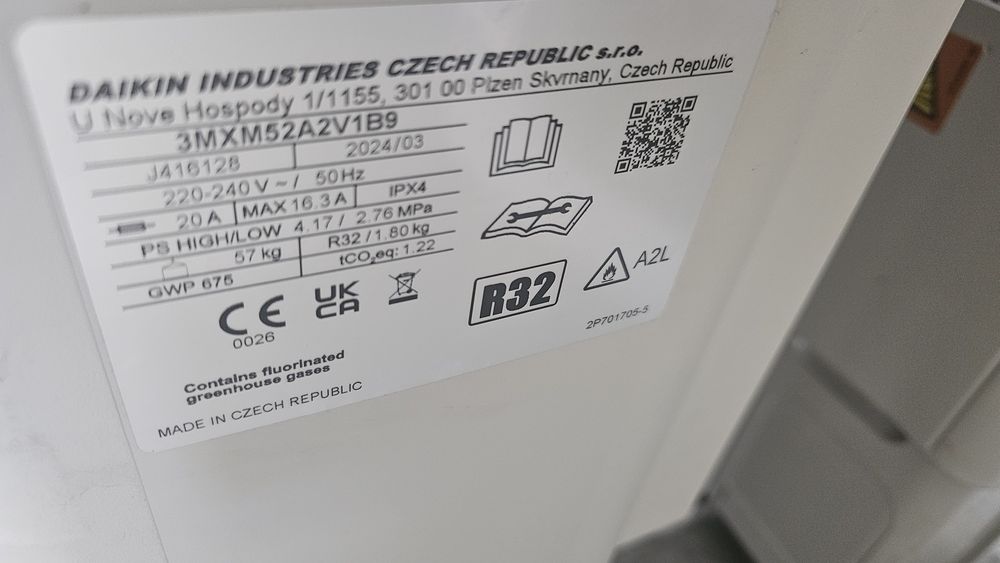 DAIKIN INDUSTRIES CZECH REPUBLIC s.r.o.
U Nove Hospody 1/1155, 301 00 Plzen Skvrnany, Czech Republic
3MXM52A2V1B9
J416128 2024/03
220-240 V ~ / 50Hz
20 A MAX 16.3 A IPX4
PS HIGH/LOW 4.17 / 2.76 MPa
57 kg R32 / 1.80 kg
GWP 675 tCO₂eq: 1.22
CE UK CA
0026
R32
A2L
2P701705-5
Contains fluorinated
greenhouse gases
MADE IN CZECH REPUBLIC